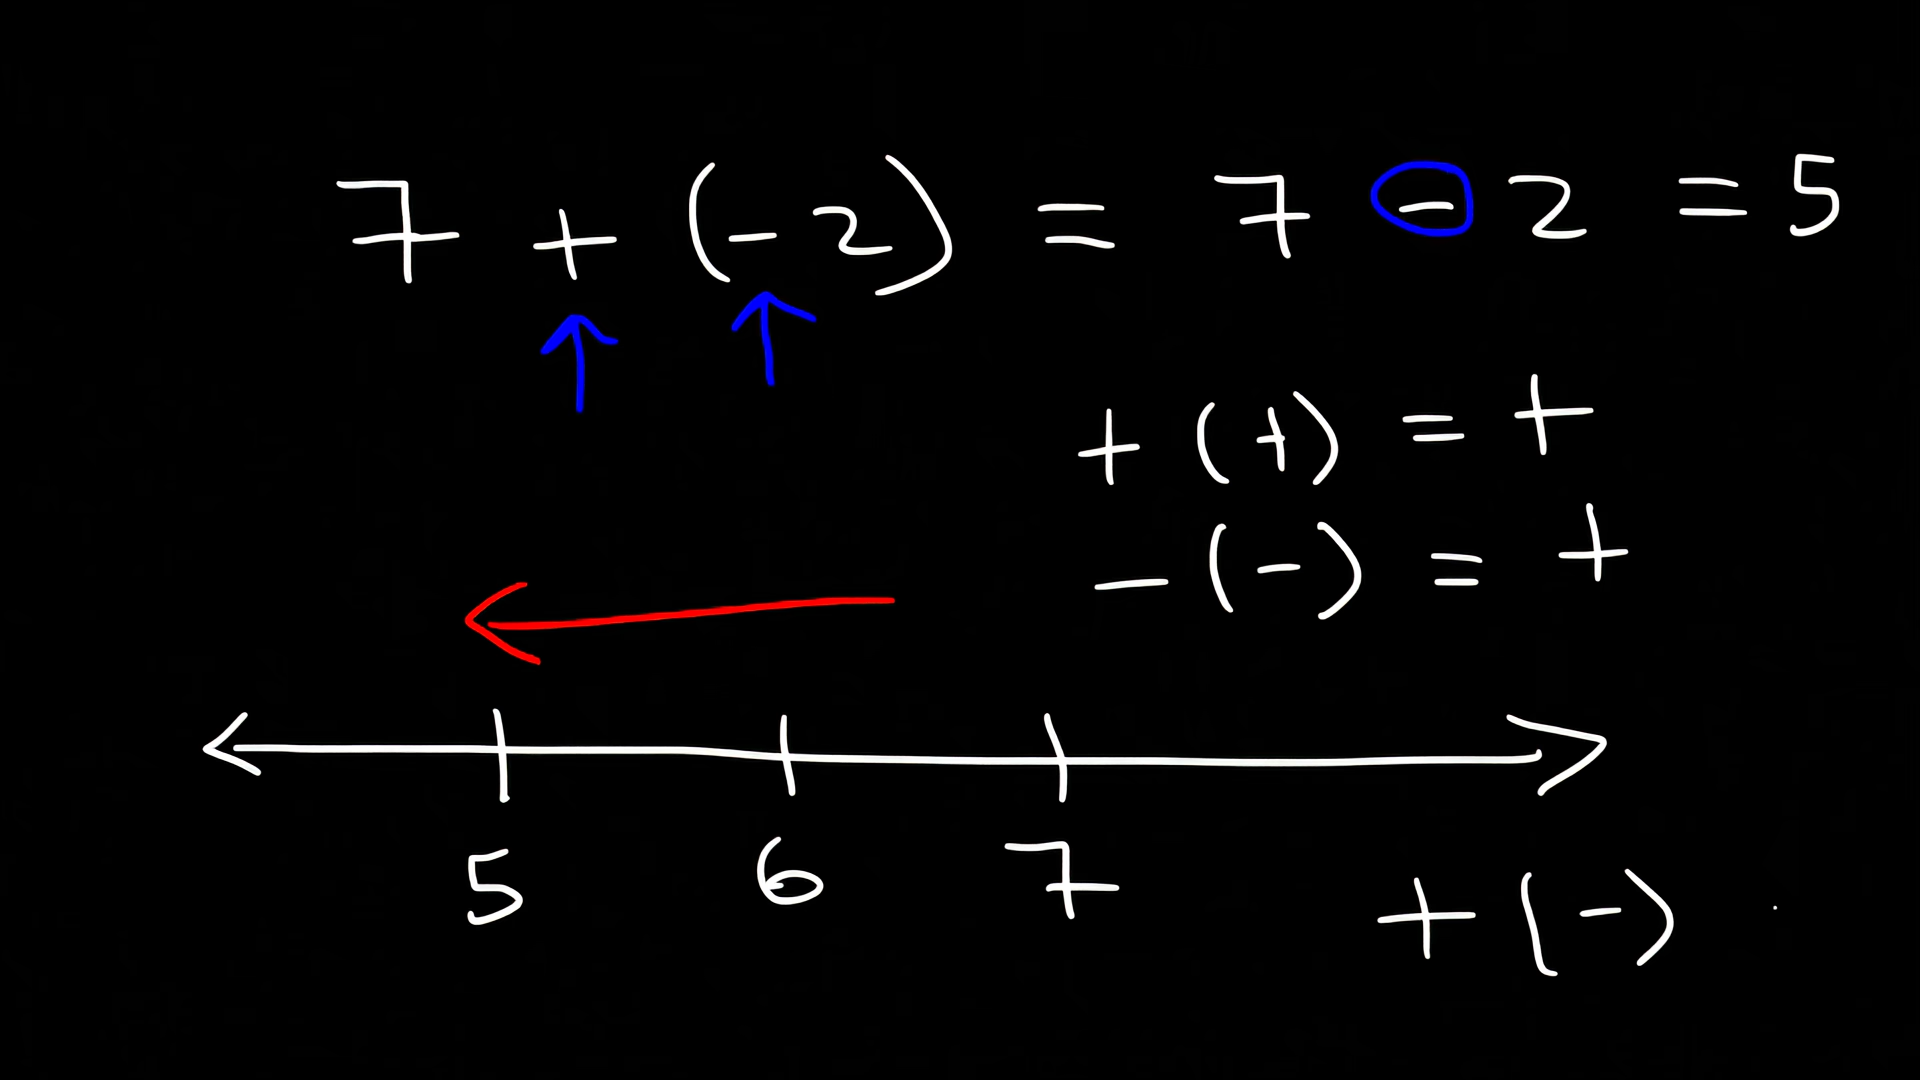 7 + (- 2) = 7 - 2 = 5
+ (+) = +
- (-) = +
5 6 7
+ (-)